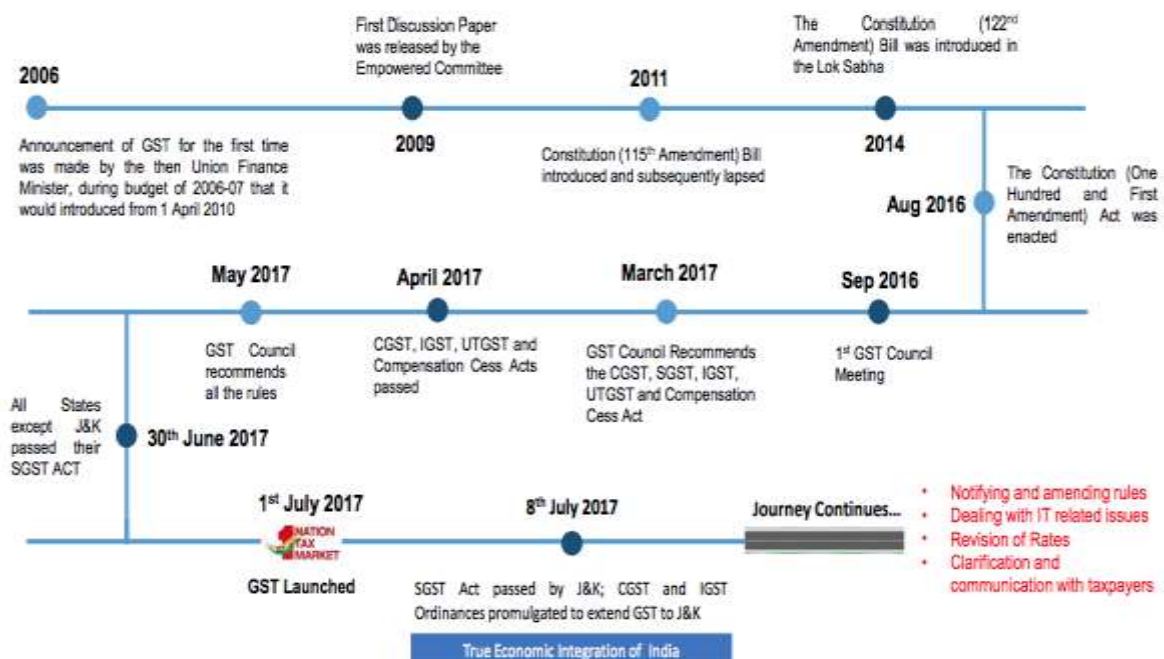 First Discussion Paper
was released by the
Empowered Committee
The Constitution (122nd
Amendment) Bill was introduced in
the Lok Sabha
2006
2011
2009
2014
Announcement of GST for the first time
was made by the then Union Finance
Minister, during budget of 2006-07 that it
would introduced from 1 April 2010
Constitution (115th Amendment) Bill
introduced and subsequently lapsed
Aug 2016
The Constitution (One
Hundred and First
Amendment) Act was
enacted
May 2017
April 2017
March 2017
Sep 2016
GST Council
recommends
all the rules
CGST, IGST, UTGST and
Compensation Cess Acts
passed
GST Council Recommends
the CGST, SGST, IGST,
UTGST and Compensation
Cess Act
1st GST Council
Meeting
All States
except J&K
passed their
SGST ACT
30th June 2017
1st July 2017
NATION
TAX
MARKET
GST Launched
8th July 2017
SGST Act passed by J&K; CGST and IGST
Ordinances promulgated to extend GST to J&K
True Economic Integration of India
Journey Continues...
• Notifying and amending rules
• Dealing with IT related issues
• Revision of Rates
• Clarification and
communication with taxpayers